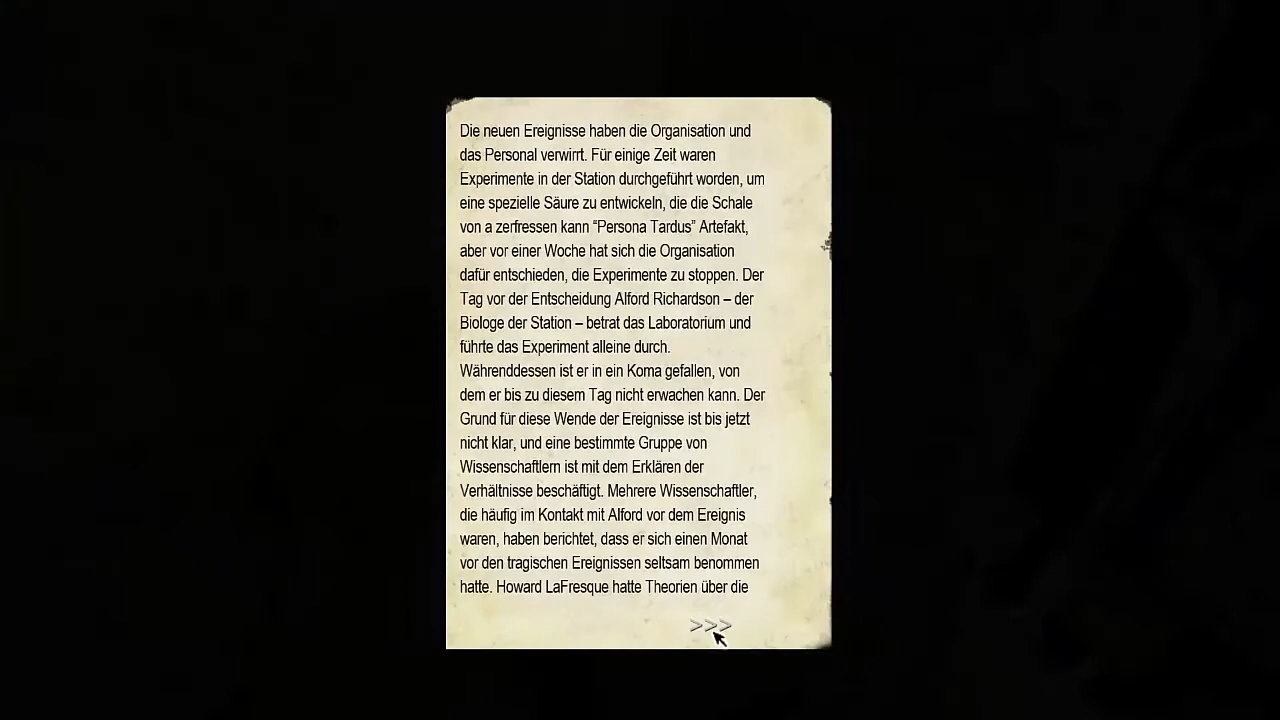 Die neuen Ereignisse haben die Organisation und
das Personal verwirrt. Für einige Zeit waren
Experimente in der Station durchgeführt worden, um
eine spezielle Säure zu entwickeln, die die Schale
von a zerfressen kann “Persona Tardus” Artefakt,
aber vor einer Woche hat sich die Organisation
dafür entschieden, die Experimente zu stoppen. Der
Tag vor der Entscheidung Alford Richardson – der
Biologe der Station – betrat das Laboratorium und
führte das Experiment alleine durch.
Währenddessen ist er in ein Koma gefallen, von
dem er bis zu diesem Tag nicht erwachen kann. Der
Grund für diese Wende der Ereignisse ist bis jetzt
nicht klar, und eine bestimmte Gruppe von
Wissenschaftlern ist mit dem Erklären der
Verhältnisse beschäftigt. Mehrere Wissenschaftler,
die häufig im Kontakt mit Alford vor dem Ereignis
waren, haben berichtet, dass er sich einen Monat
vor den tragischen Ereignissen seltsam benommen
hatte. Howard LaFresque hatte Theorien über die
>>>